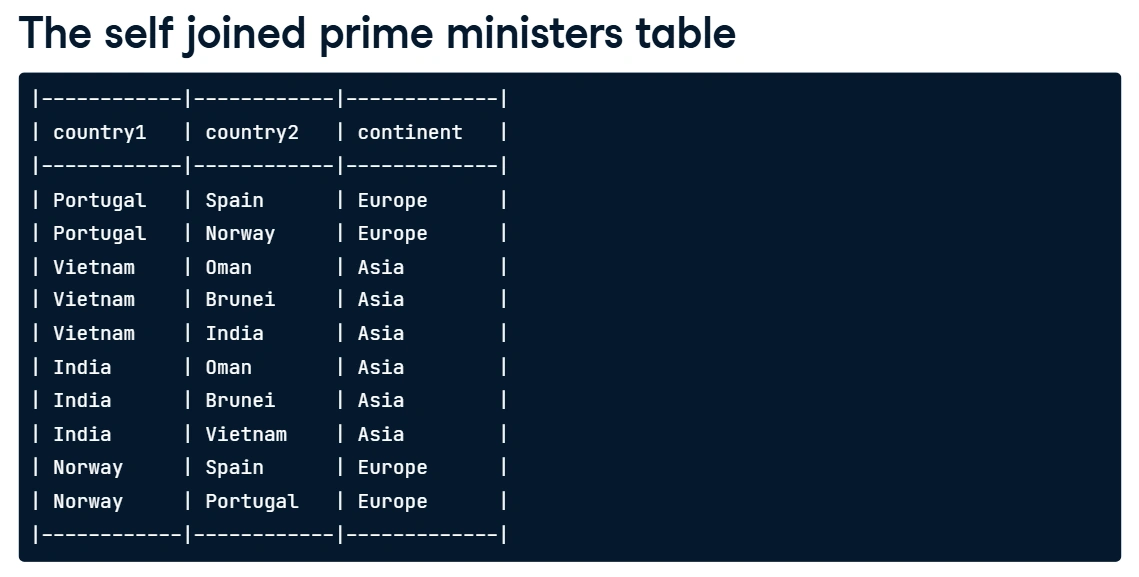 The self joined prime ministers table
|------------|------------|-------------|
| country1   | country2   | continent   |
|------------|------------|-------------|
| Portugal   | Spain      | Europe      |
| Portugal   | Norway     | Europe      |
| Vietnam    | Oman       | Asia        |
| Vietnam    | Brunei     | Asia        |
| Vietnam    | India      | Asia        |
| India      | Oman       | Asia        |
| India      | Brunei     | Asia        |
| India      | Vietnam    | Asia        |
| Norway     | Spain      | Europe      |
| Norway     | Portugal   | Europe      |
|------------|------------|-------------|